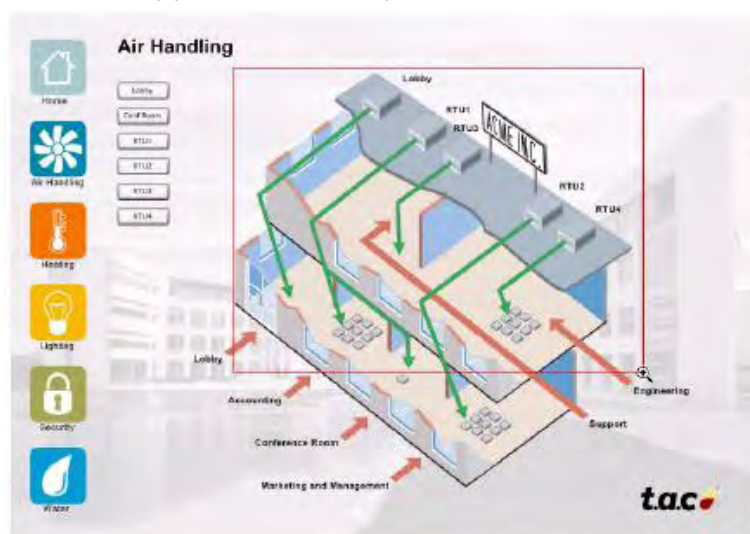 Air Handling
Home
Air Handling
Heating
Lighting
Security
Water
Lobby
Conf Room
RTU1
RTU2
RTU3
RTU4
Lobby
RTU1
RTU3
ACME INC.
RTU2
RTU4
Lobby
Accounting
Conference Room
Marketing and Management
Engineering
Support
t.a.c